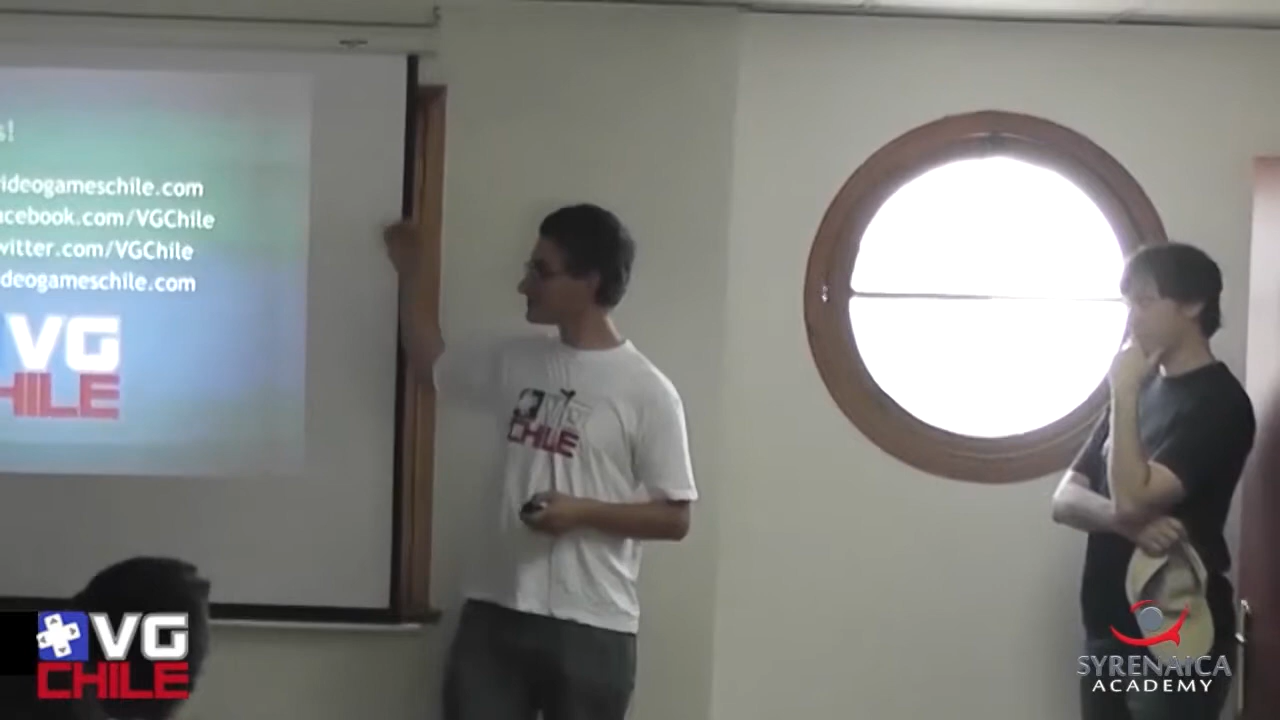 s!
ideogameschile.com
acebook.com/VGChile
witter.com/VGChile
deogameschile.com
VG
HILE
VG
CHILE
VG
CHILE
SYRENAICA
ACADEMY